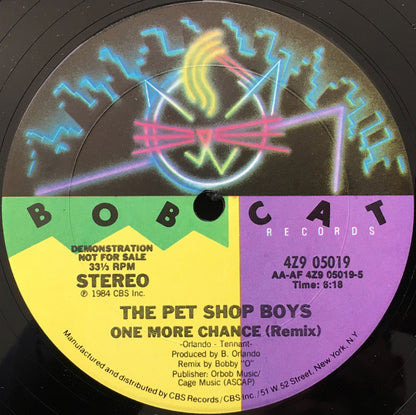 BOBCAT
RECORDS
DEMONSTRATION
NOT FOR SALE
33⅓ RPM
STEREO
℗ 1984 CBS Inc.
4Z9 05019
AA-AF 4Z9 05019-5
Time: 6:18
THE PET SHOP BOYS
ONE MORE CHANCE (Remix)
-Orlando - Tennant-
Produced by B. Orlando
Remix by Bobby "O"
Publisher: Orbob Music/
Cage Music (ASCAP)
Manufactured and distributed by CBS Records/CBS Inc./51 W. 52 Street, New York, N.Y.